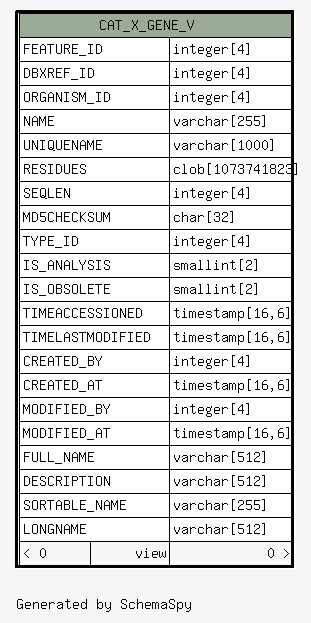 CAT_X_GENE_V
FEATURE_ID integer[4]
DBXREF_ID integer[4]
ORGANISM_ID integer[4]
NAME varchar[255]
UNIQUENAME varchar[1000]
RESIDUES clob[1073741823]
SEQLEN integer[4]
MD5CHECKSUM char[32]
TYPE_ID integer[4]
IS_ANALYSIS smallint[2]
IS_OBSOLETE smallint[2]
TIMEACCESSIONED timestamp[16,6]
TIMELASTMODIFIED timestamp[16,6]
CREATED_BY integer[4]
CREATED_AT timestamp[16,6]
MODIFIED_BY integer[4]
MODIFIED_AT timestamp[16,6]
FULL_NAME varchar[512]
DESCRIPTION varchar[512]
SORTABLE_NAME varchar[255]
LONGNAME varchar[512]
< 0 view 0 >
Generated by SchemaSpy